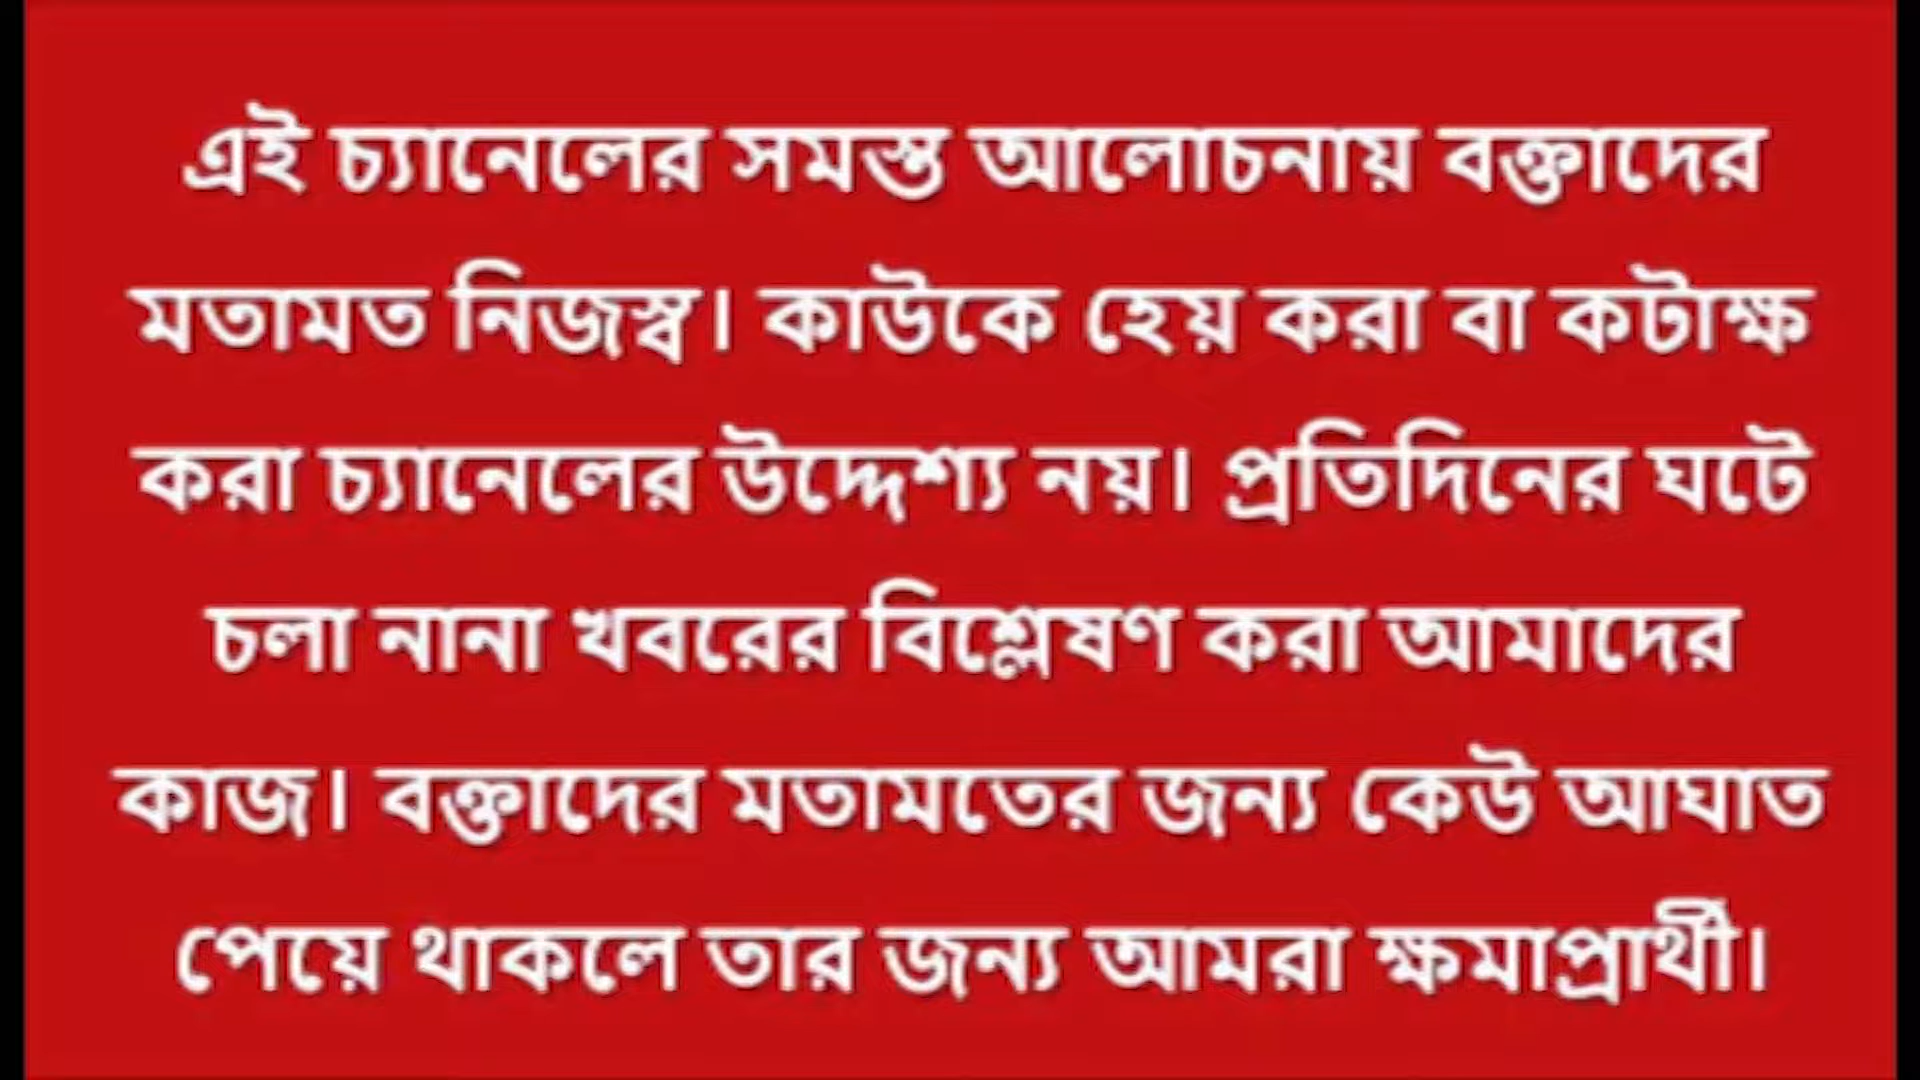 এই চ্যানেলের সমস্ত আলোচনায় বক্তাদের
মতামত নিজস্ব। কাউকে হেয় করা বা কটাক্ষ
করা চ্যানেলের উদ্দেশ্য নয়। প্রতিদিনের ঘটে
চলা নানা খবরের বিশ্লেষণ করা আমাদের
কাজ। বক্তাদের মতামতের জন্য কেউ আঘাত
পেয়ে থাকলে তার জন্য আমরা ক্ষমাপ্রার্থী।